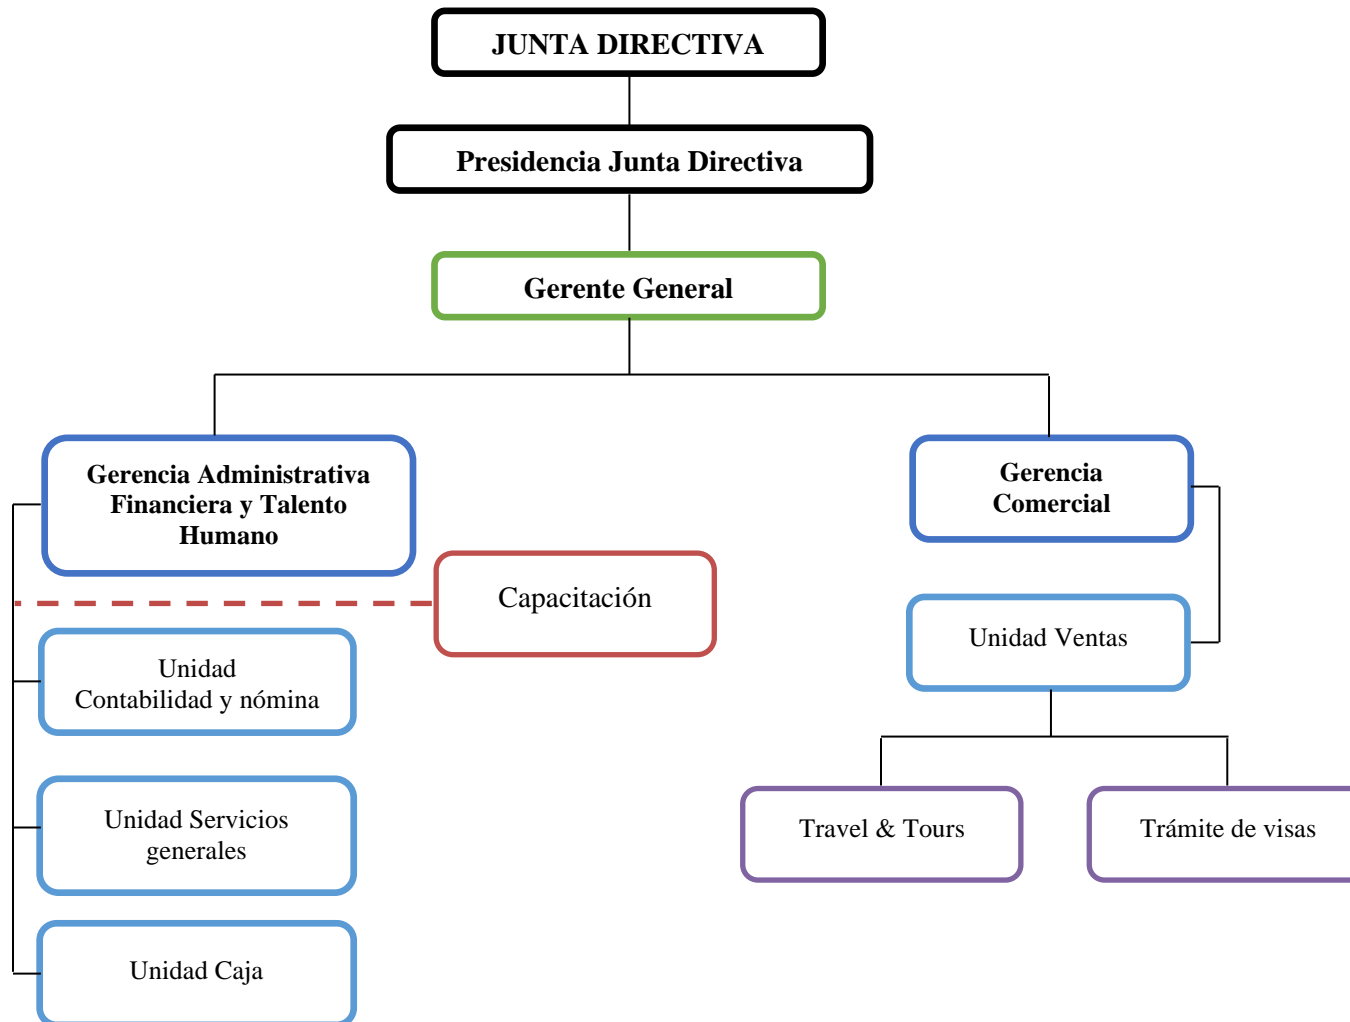 JUNTA DIRECTIVA
Presidencia Junta Directiva
Gerente General
Gerencia Administrativa
Financiera y Talento
Humano
Gerencia
Comercial
Capacitación
Unidad Ventas
Unidad
Contabilidad y nómina
Travel & Tours
Trámite de visas
Unidad Servicios
generales
Unidad Caja